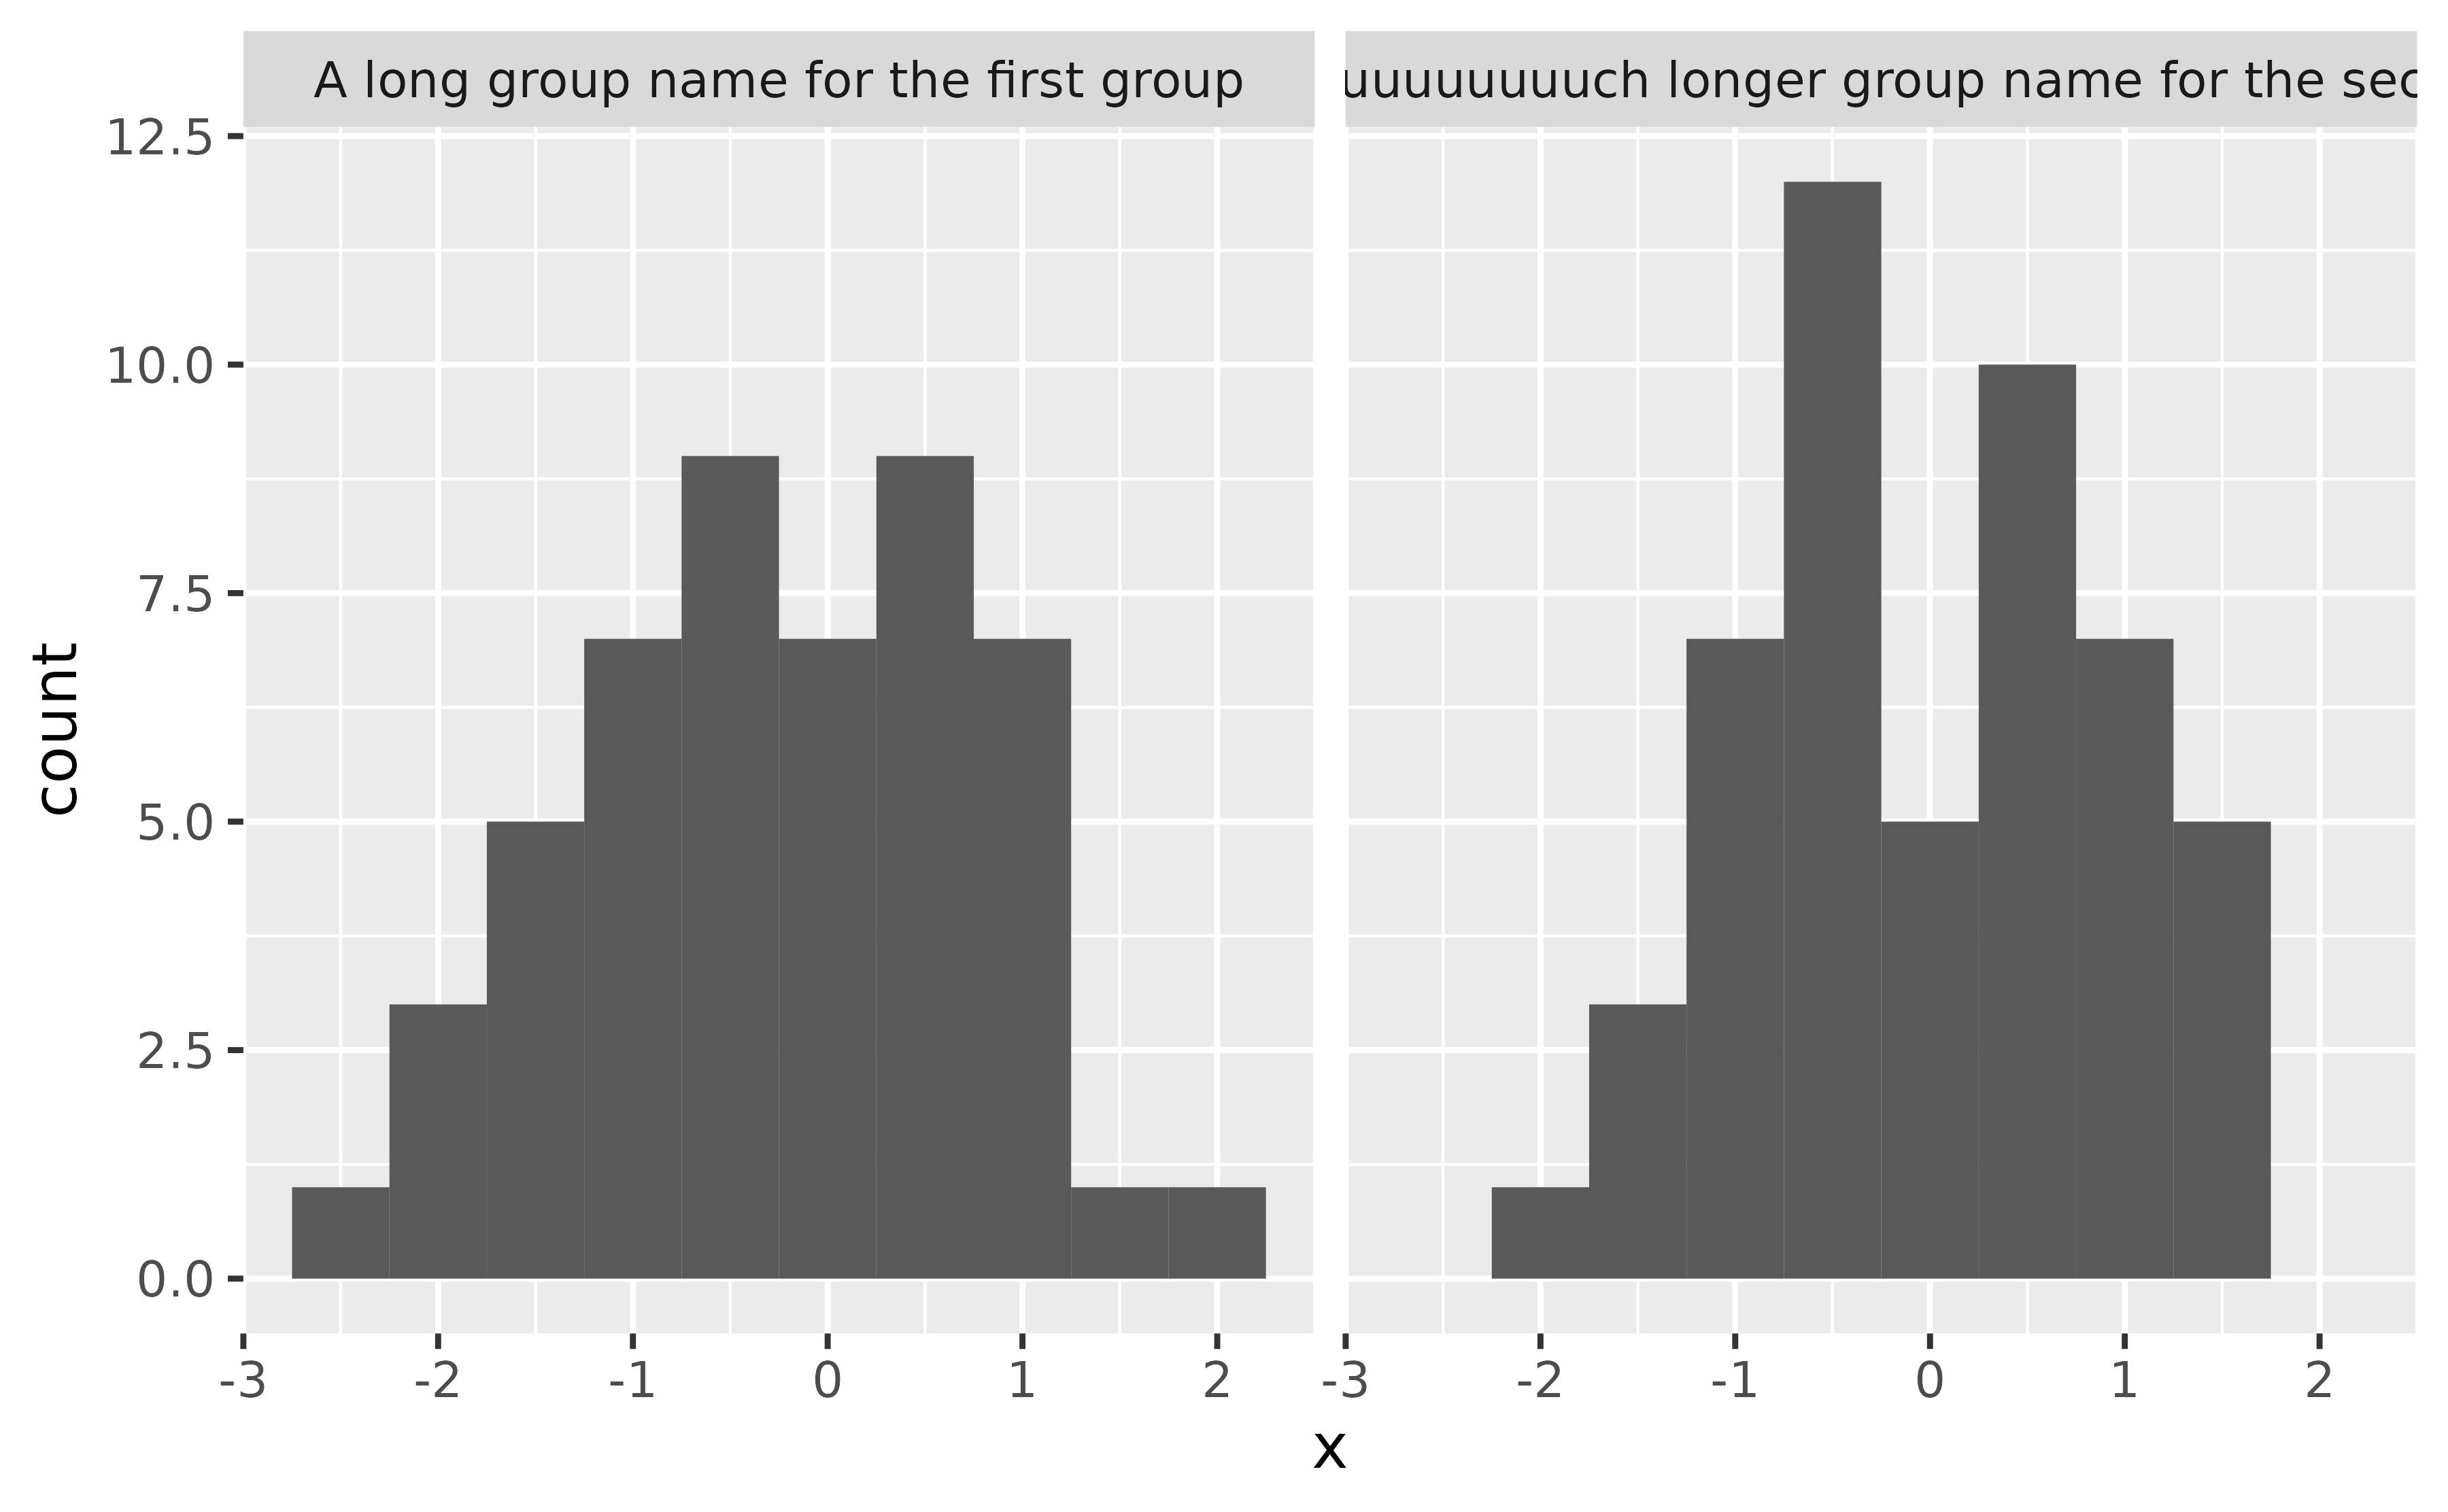 A long group name for the first group
uuuuuuuuuch longer group name for the sec
12.5
10.0
7.5
5.0
2.5
0.0
count
-3 -2 -1 0 1 2 -3 -2 -1 0 1 2
x